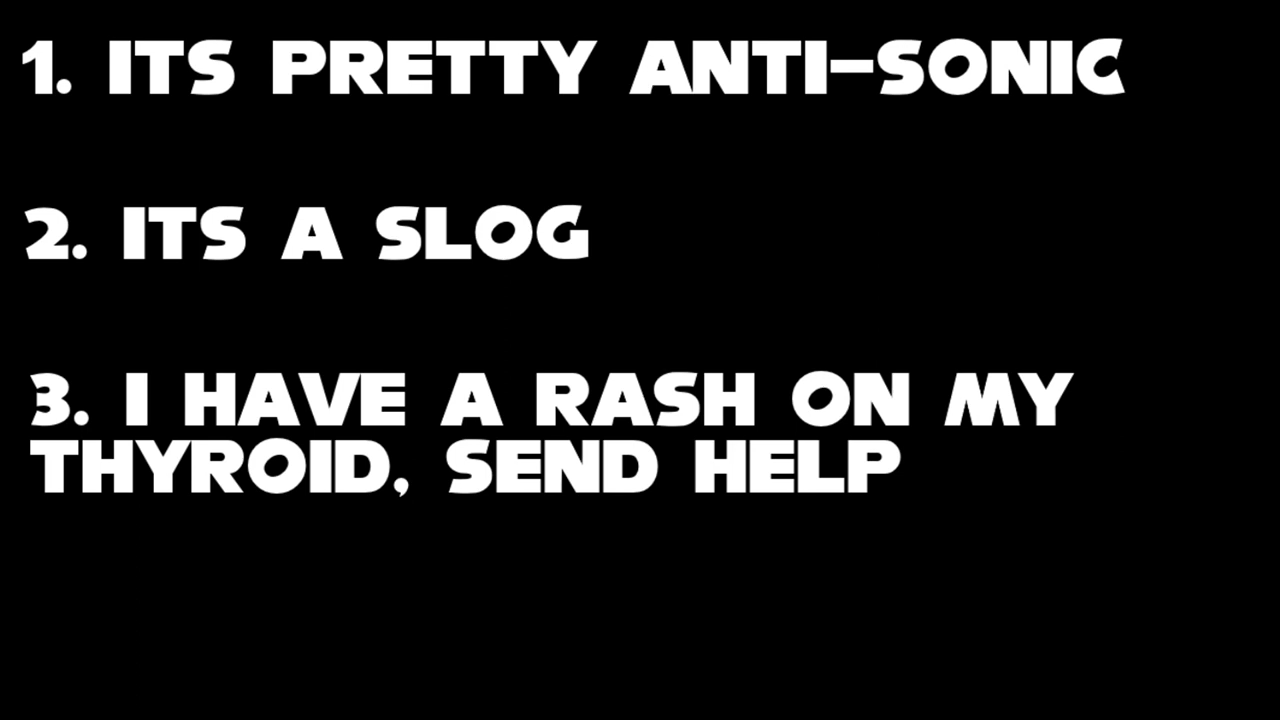 1. ITS PRETTY ANTI-SONIC
2. ITS A SLOG
3. I HAVE A RASH ON MY
THYROID, SEND HELP